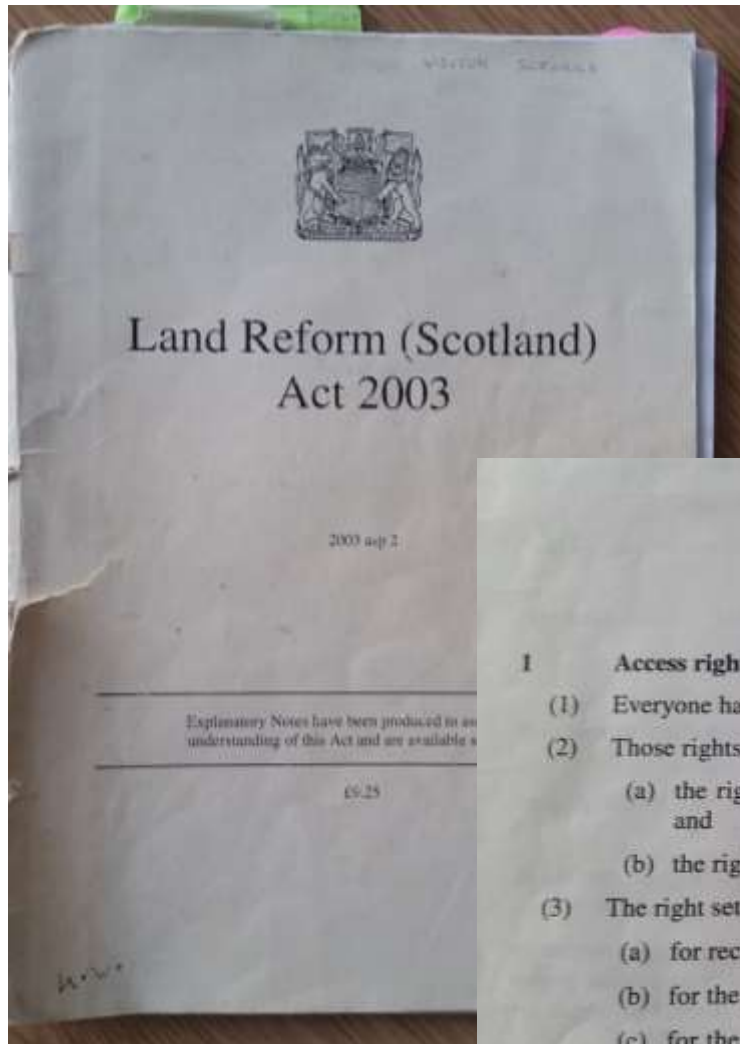 Land Reform (Scotland)
Act 2003
2003 asp 2
Explanatory Notes have been produced to as
understanding of this Act and are available s
£9.25
1 Access righ
(1) Everyone ha
(2) Those rights
(a) the rig
and
(b) the rig
(3) The right set
(a) for rec
(b) for the
(c) for the